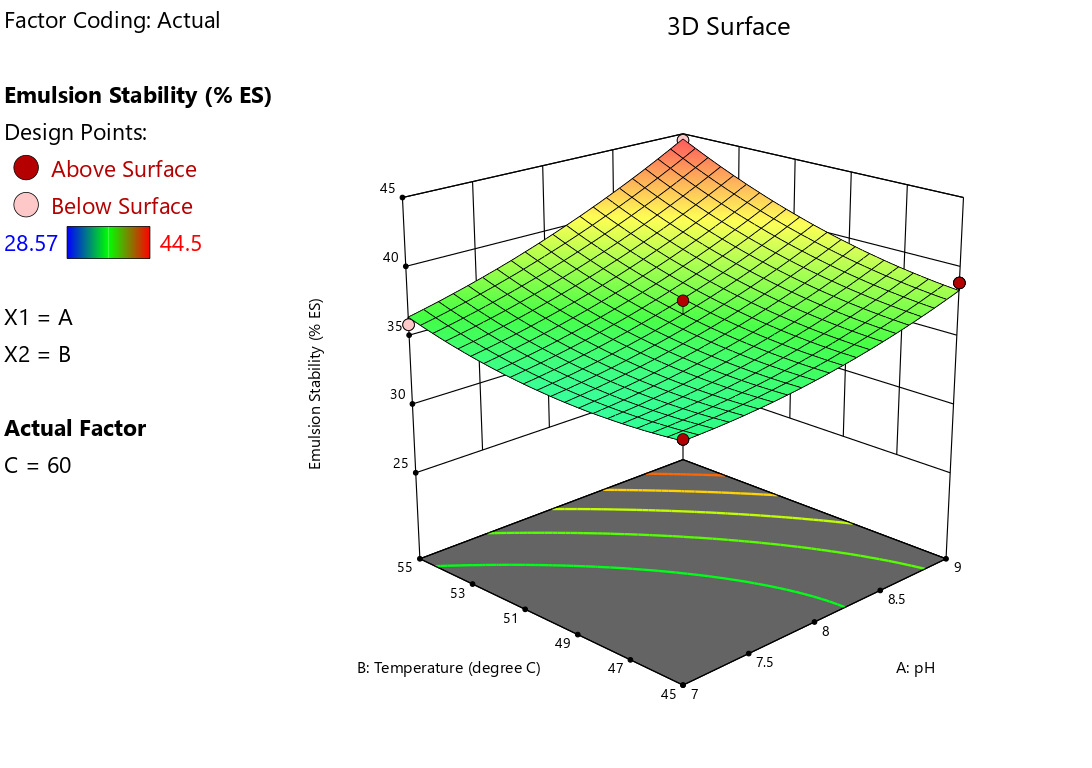 Factor Coding: Actual
3D Surface
Emulsion Stability (% ES)
Design Points:
Above Surface
Below Surface
28.57 44.5
X1 = A
X2 = B
Actual Factor
C = 60
Emulsion Stability (% ES)
45
40
35
30
25
55
53
51
49
47
45
7
7.5
8
8.5
9
B: Temperature (degree C)
A: pH